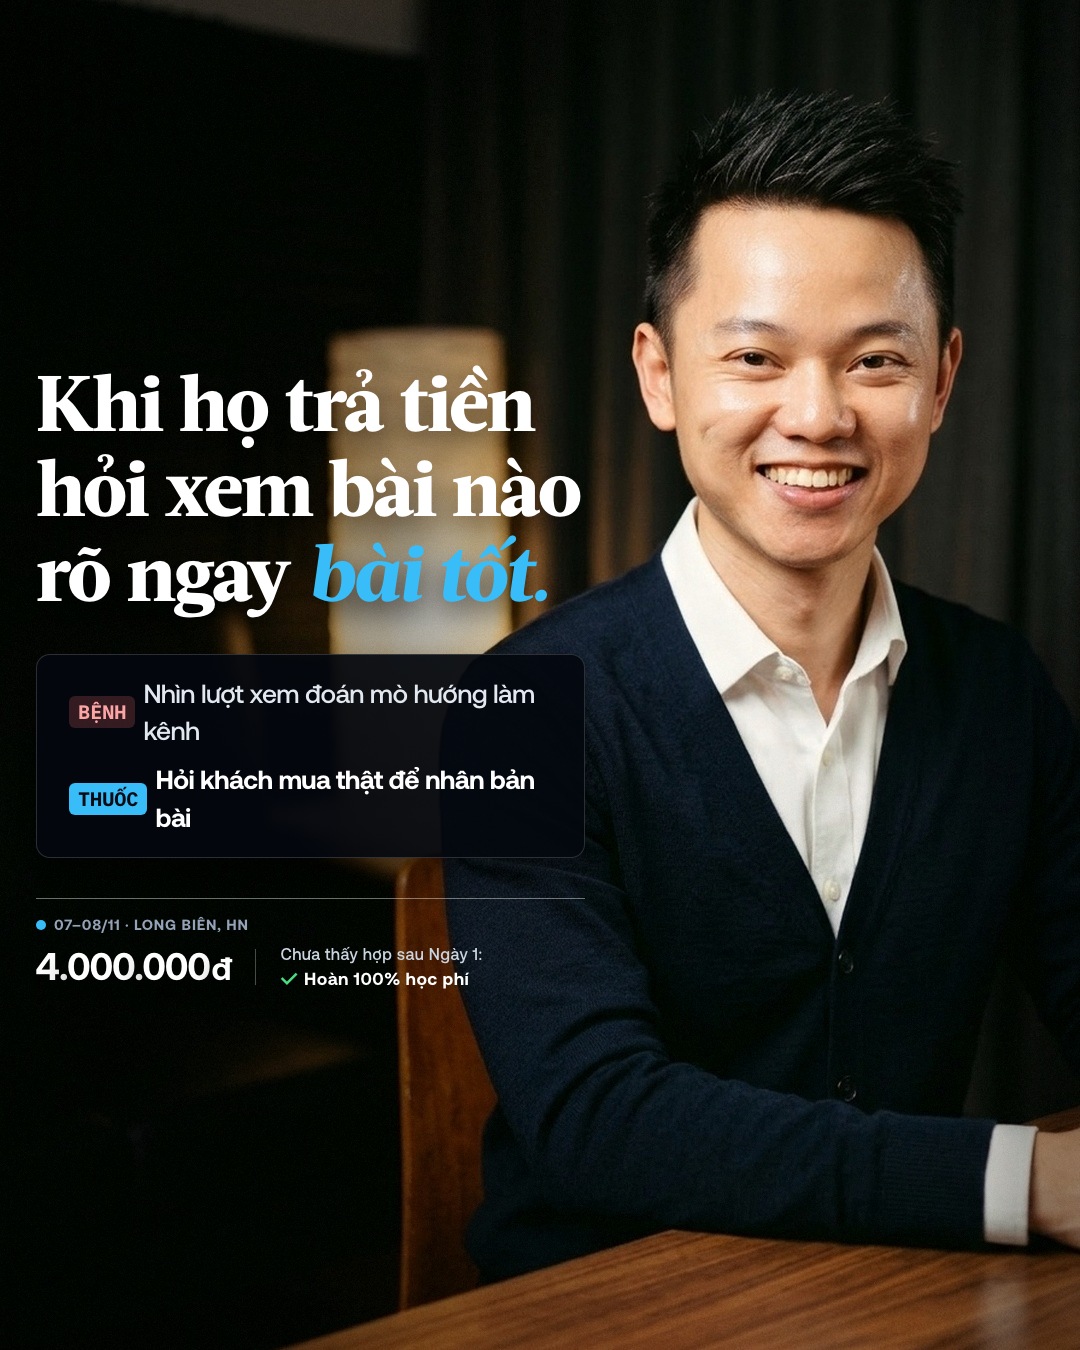 Khi họ trả tiền
hỏi xem bài nào
rõ ngay bài tốt.
BỆNH Nhìn lượt xem đoán mò hướng làm
kênh
THUỐC Hỏi khách mua thật để nhân bản
bài
07–08/11 · LONG BIÊN, HN
4.000.000đ
Chưa thấy hợp sau Ngày 1:
Hoàn 100% học phí